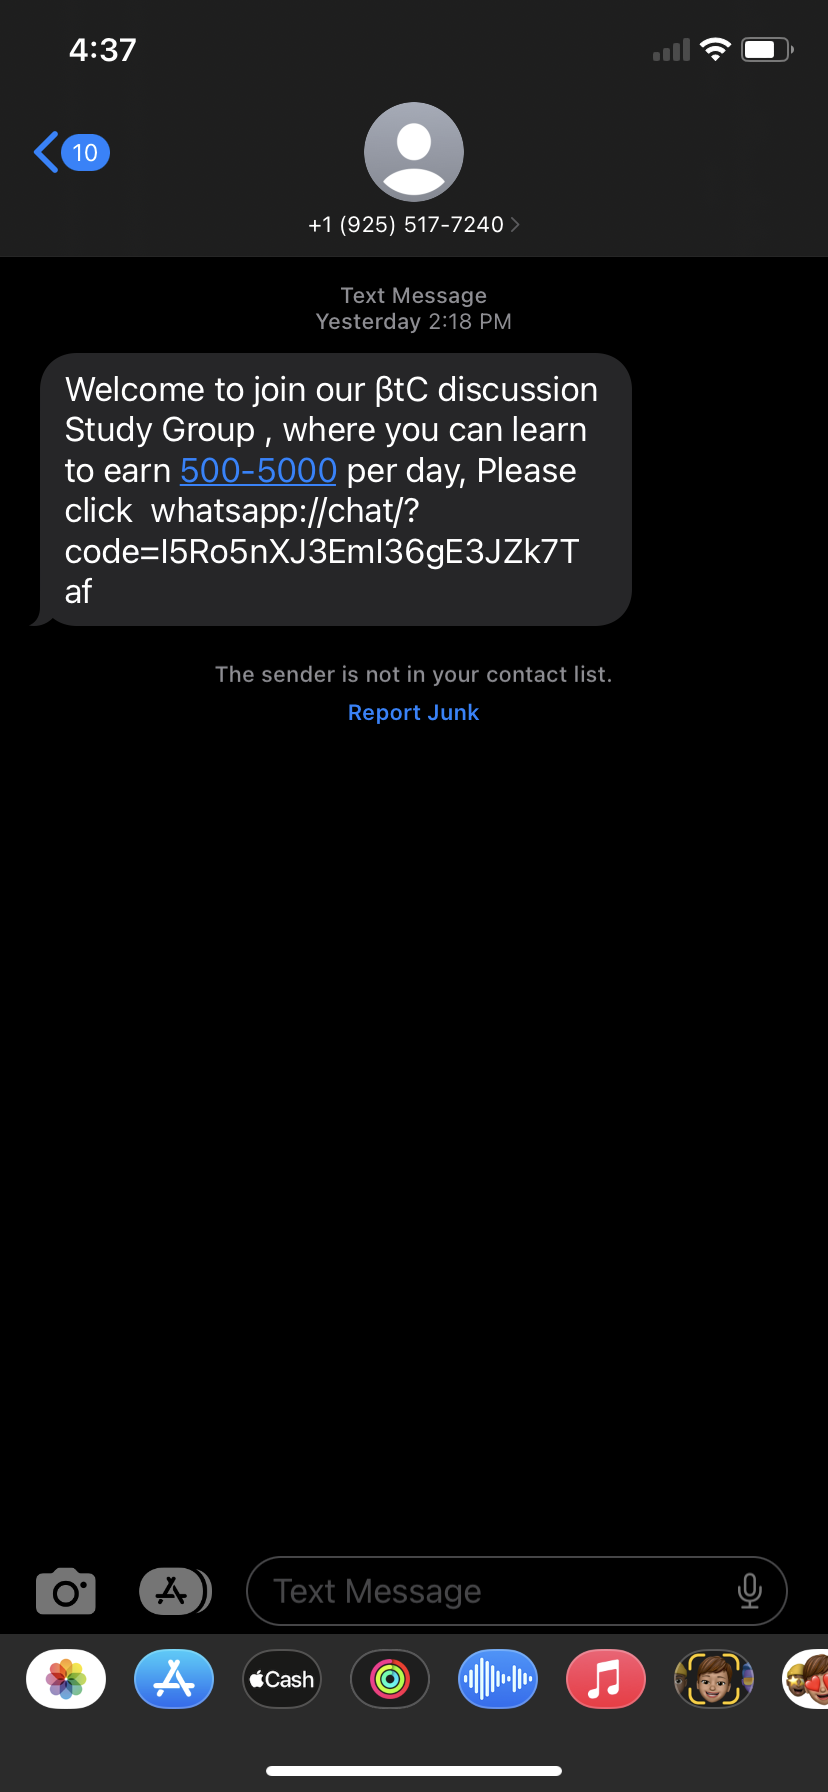 4:37
10
+1 (925) 517-7240
Text Message
Yesterday 2:18 PM
Welcome to join our βtC discussion
Study Group , where you can learn
to earn 500-5000 per day, Please
click  whatsapp://chat/?
code=I5Ro5nXJ3EmI36gE3JZk7T
af
The sender is not in your contact list.
Report Junk
Text Message
Cash